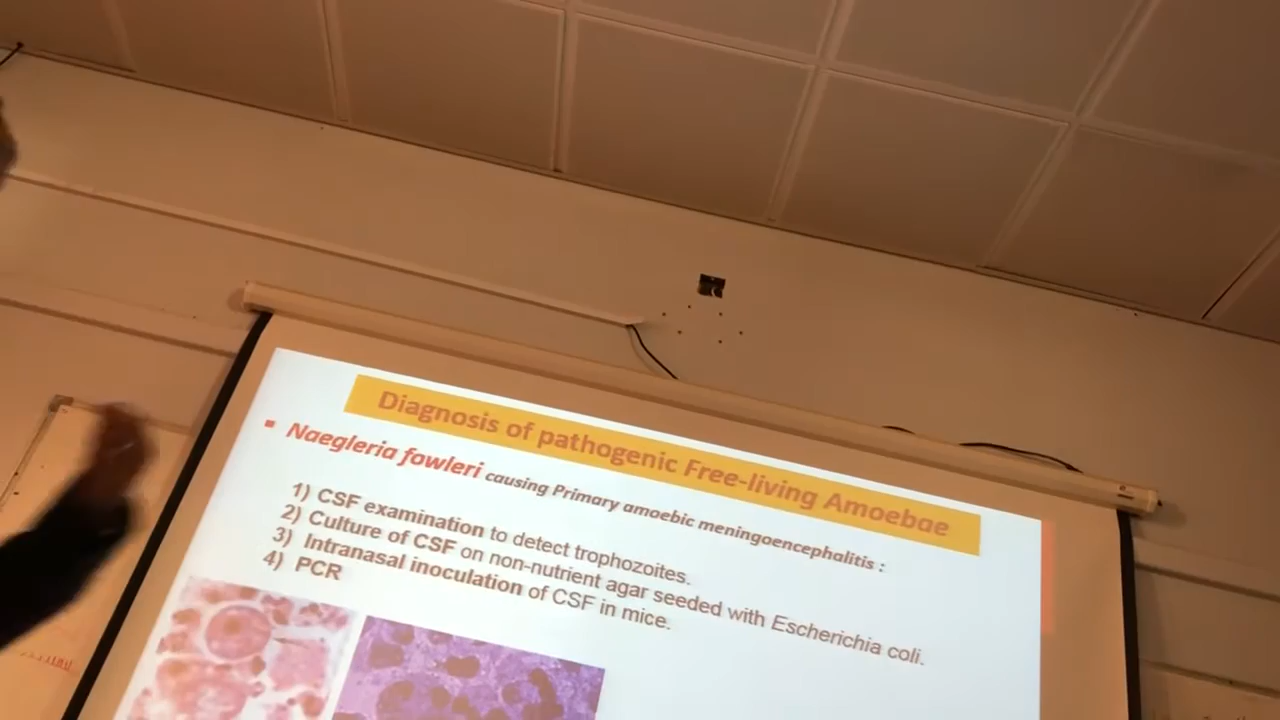 Diagnosis of pathogenic Free-living Amoebae
▪ Naegleria fowleri causing Primary amoebic meningoencephalitis :
1) CSF examination to detect trophozoites.
2) Culture of CSF on non-nutrient agar seeded with Escherichia coli.
3) Intranasal inoculation of CSF in mice.
4) PCR